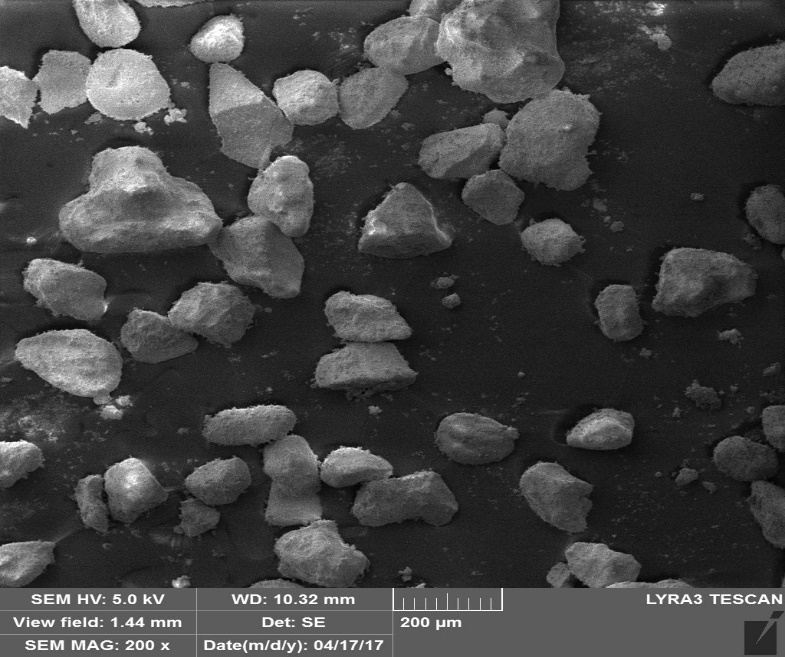 SEM HV: 5.0 kV WD: 10.32 mm LYRA3 TESCAN
View field: 1.44 mm Det: SE 200 µm
SEM MAG: 200 x Date(m/d/y): 04/17/17